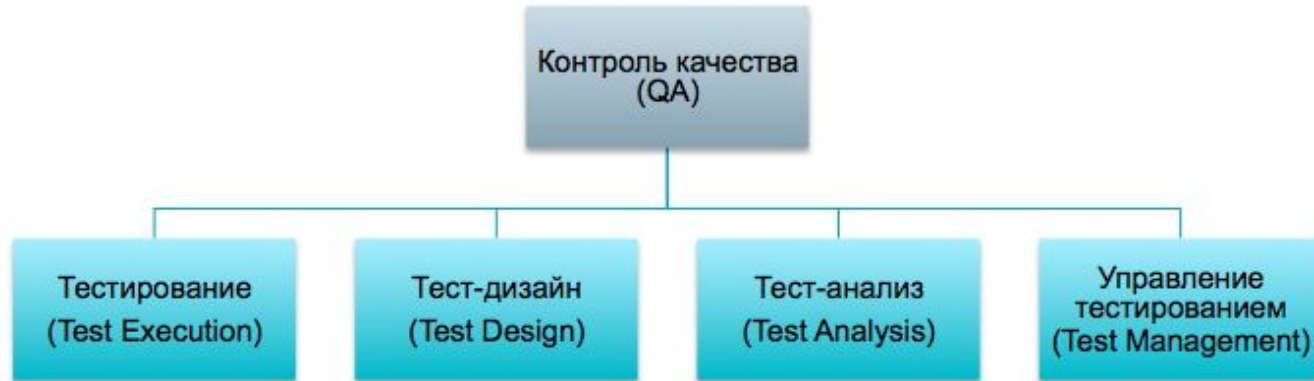 Контроль качества
(QA)
Тестирование
(Test Execution)
Тест-дизайн
(Test Design)
Тест-анализ
(Test Analysis)
Управление
тестированием
(Test Management)